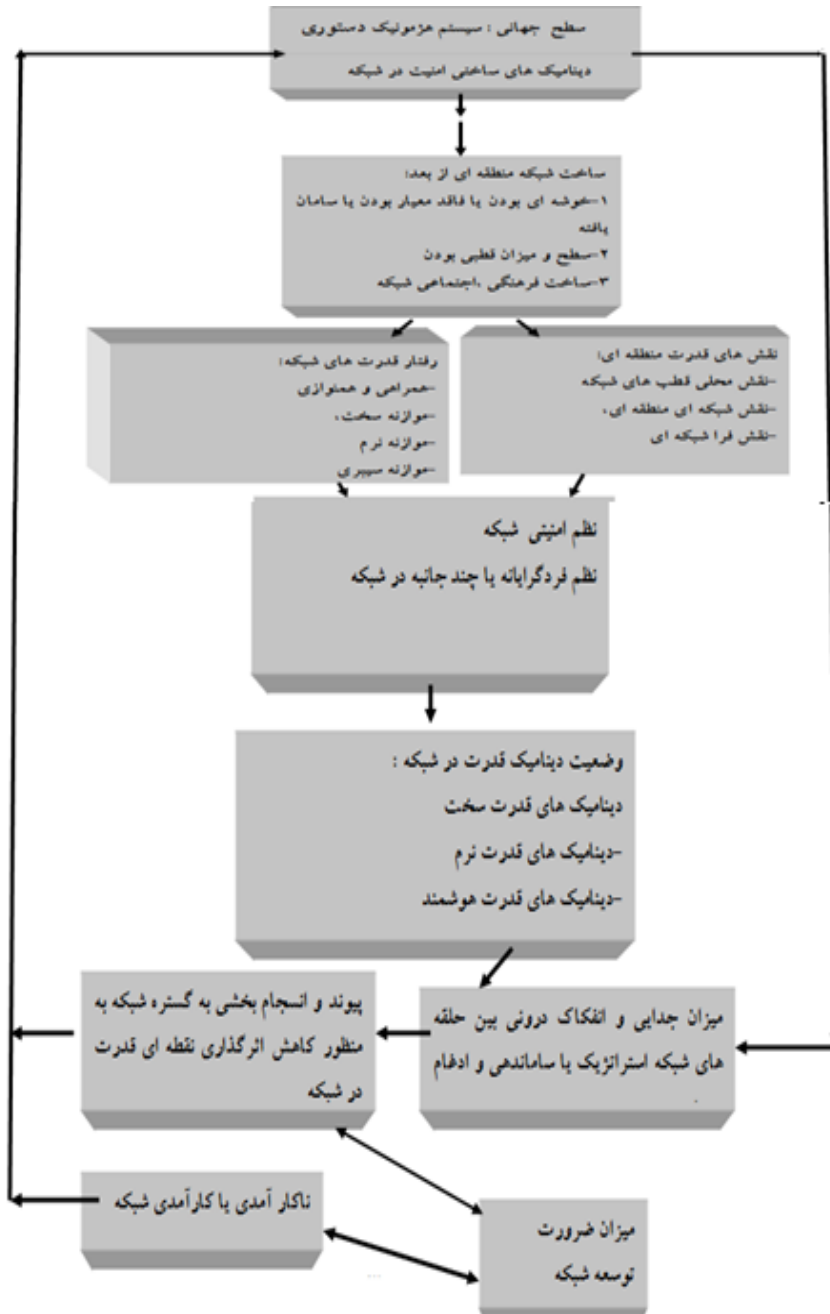 سطح جهانی : سیستم هژمونیک دستوری
دینامیک های ساختی امنیت در شبکه
ساخت شبکه منطقه ای از بعد:
۱-خوشه ای بودن یا فاقد معیار بودن یا سامان
یافته
۲-سطح و میزان قطبی بودن
۳-ساخت فرهنگی ،اجتماعی شبکه
نقش های قدرت منطقه ای:
-نقش محلی قطب های شبکه
-نقش شبکه ای منطقه ای،
-نقش فرا شبکه ای
رفتار قدرت های شبکه:
-همراهی و همنوازی
-موازنه سخت،
-موازنه نرم
-موازنه سیبری
نظم امنیتی شبکه
نظم فردگرایانه یا چند جانبه در شبکه
وضعیت دینامیک قدرت در شبکه :
دینامیک های قدرت سخت
-دینامیک های قدرت نرم
-دینامیک های قدرت هوشمند
میزان جدایی و انفکاک درونی بین حلقه
های شبکه استراتژیک یا ساماندهی و ادغام
.
پیوند و انسجام بخشی به گستره شبکه به
منظور کاهش اثرگذاری نقطه ای قدرت
در شبکه
ناکار آمدی یا کارآمدی شبکه
میزان ضرورت
توسعه شبکه
...